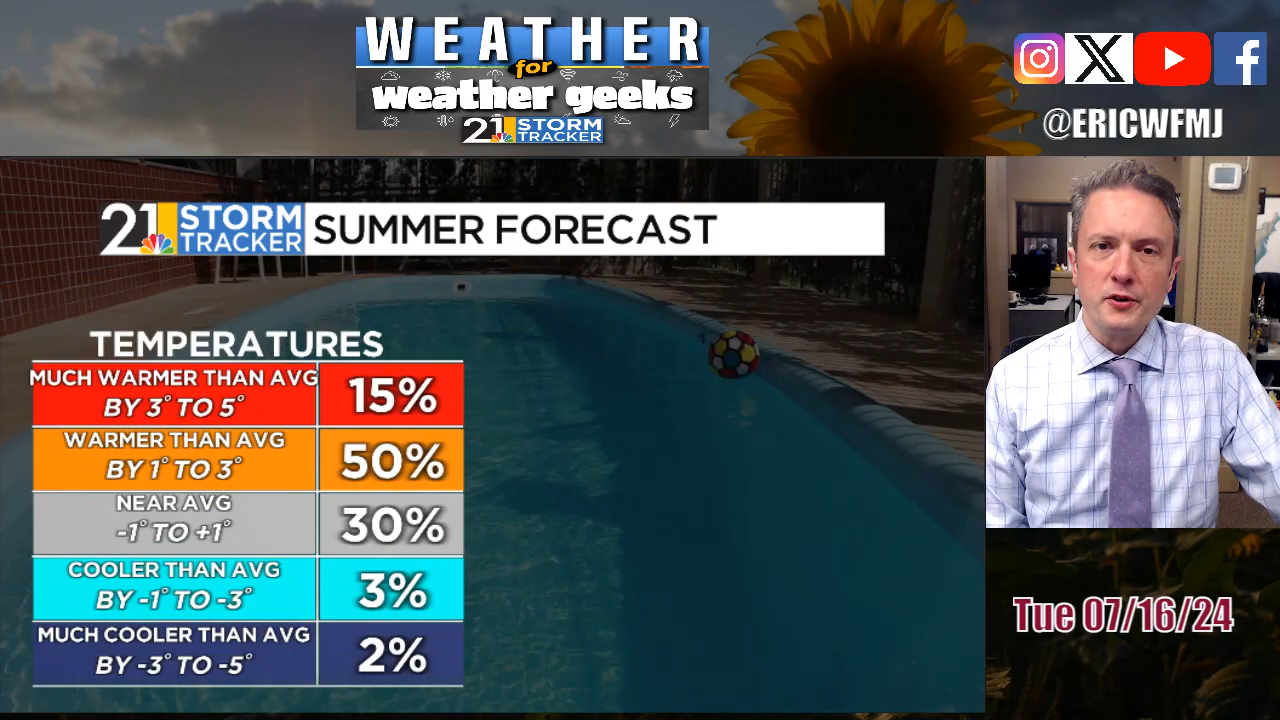 WEATHER
for
weather geeks
21 STORM
TRACKER
@ERICWFMJ
21 STORM
TRACKER
SUMMER FORECAST
TEMPERATURES
MUCH WARMER THAN AVG
BY 3° TO 5°
15%
WARMER THAN AVG
BY 1° TO 3°
50%
NEAR AVG
-1° TO +1°
30%
COOLER THAN AVG
BY -1° TO -3°
3%
MUCH COOLER THAN AVG
BY -3° TO -5°
2%
Tue 07/16/24